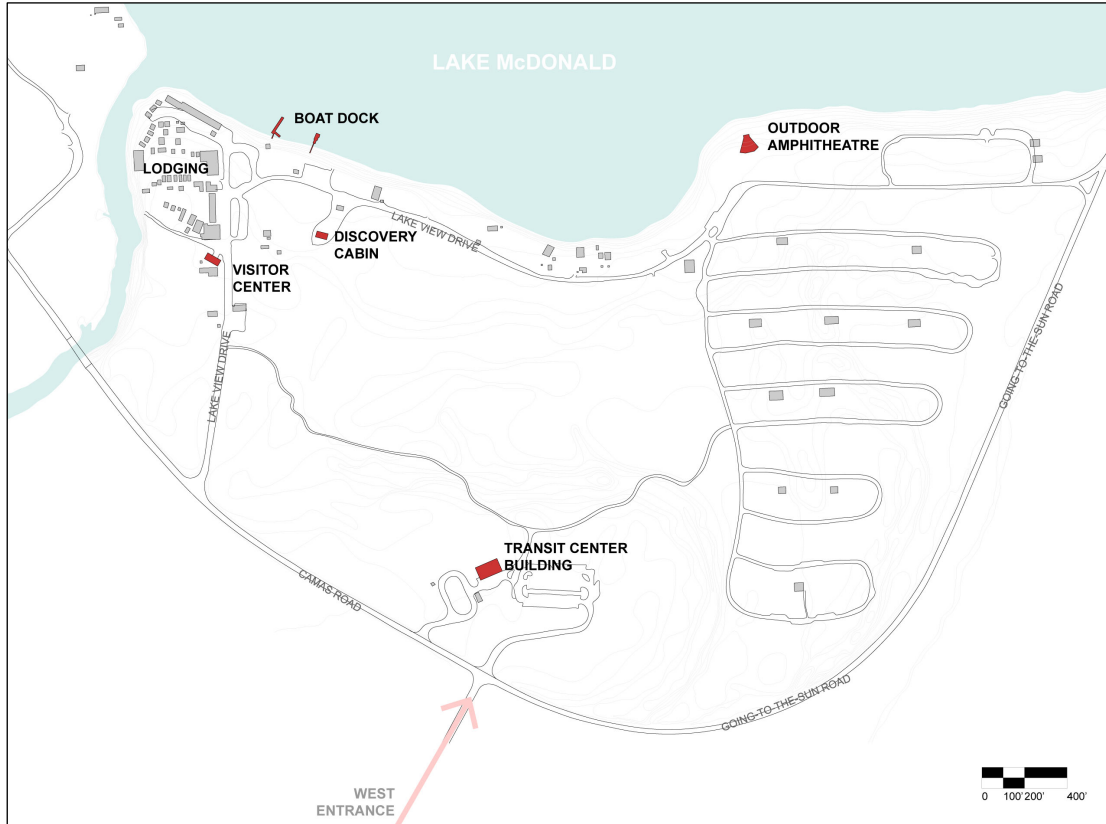 LAKE McDONALD
BOAT DOCK
OUTDOOR
AMPHITHEATRE
LODGING
LAKE VIEW DRIVE
DISCOVERY
CABIN
VISITOR
CENTER
LAKE VIEW DRIVE
GOING-TO-THE-SUN ROAD
TRANSIT CENTER
BUILDING
CAMAS ROAD
GOING-TO-THE-SUN ROAD
WEST
ENTRANCE
0 100' 200' 400'